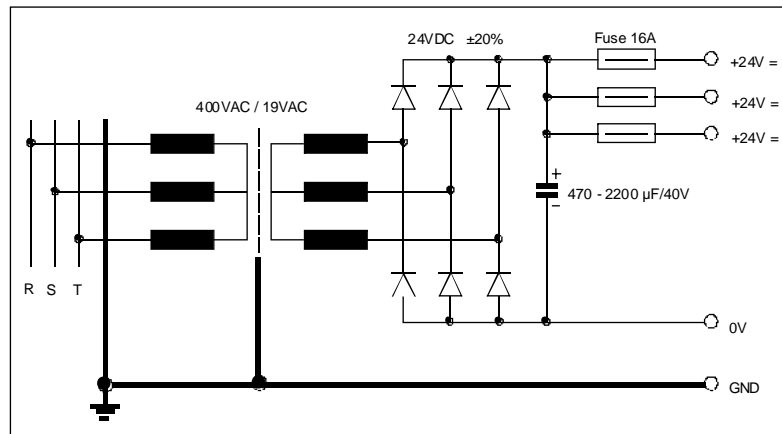 24VDC ±20%
Fuse 16A
+24V =
400VAC / 19VAC
+24V =
+24V =
+
470 - 2200 µF/40V
−
R S T
0V
GND